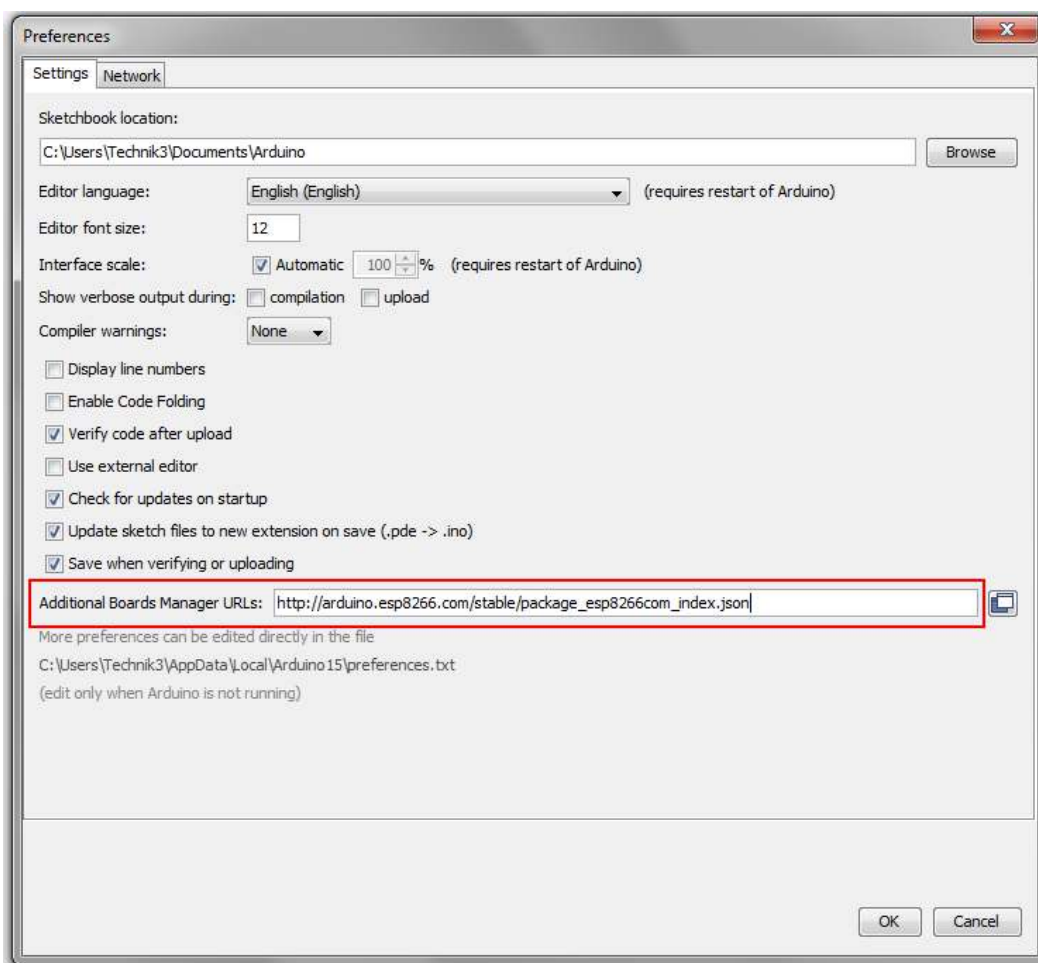 Preferences
Settings Network
Sketchbook location:
C:\Users\Technik3\Documents\Arduino Browse
Editor language: English (English) (requires restart of Arduino)
Editor font size: 12
Interface scale: Automatic 100 % (requires restart of Arduino)
Show verbose output during: compilation upload
Compiler warnings: None
Display line numbers
Enable Code Folding
Verify code after upload
Use external editor
Check for updates on startup
Update sketch files to new extension on save (.pde -> .ino)
Save when verifying or uploading
Additional Boards Manager URLs: http://arduino.esp8266.com/stable/package_esp8266com_index.json
More preferences can be edited directly in the file
C:\Users\Technik3\AppData\Local\Arduino15\preferences.txt
(edit only when Arduino is not running)
OK Cancel